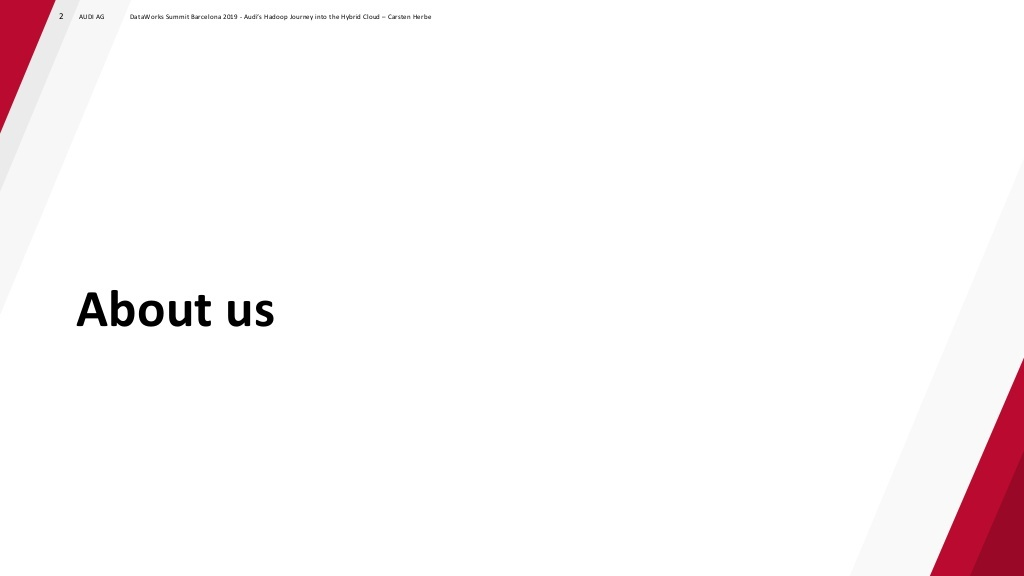 2 AUDI AG DataWorks Summit Barcelona 2019 - Audi's Hadoop Journey into the Hybrid Cloud – Carsten Herbe
About us